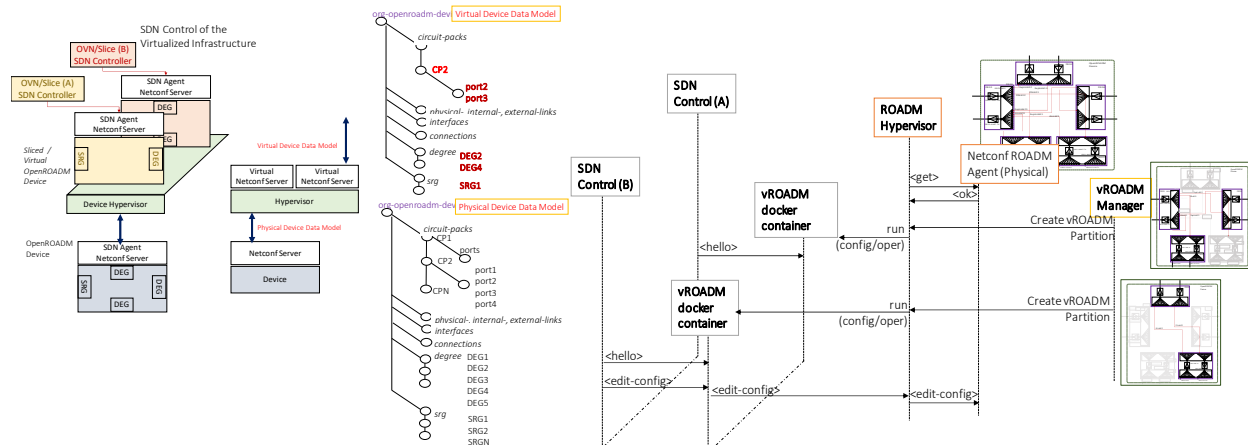 SDN Control of the
Virtualized Infrastructure
OVN/Slice (B)
SDN Controller
OVN/Slice (A)
SDN Controller
SDN Agent
Netconf Server
DEG
DEG
SDN Agent
Netconf Server
SRG
DEG
Sliced /
Virtual
OpenROADM
Device
Device Hypervisor
OpenROADM
Device
SDN Agent
Netconf Server
DEG
SRG
DEG
DEG
Virtual Device Data Model
Virtual
Netconf Server
Virtual
Netconf Server
Hypervisor
Physical Device Data Model
Netconf Server
Device
org-openroadm-devi
Virtual Device Data Model
circuit-packs
CP2
port2
port3
physical-, internal-, external-links
interfaces
connections
degree
DEG2
DEG4
srg
SRG1
org-openroadm-devi
Physical Device Data Model
circuit-packs
CP1
ports
CP2
port1
port2
CPN
port3
port4
physical-, internal-, external-links
interfaces
connections
degree
DEG1
DEG2
DEG3
DEG4
DEG5
srg
SRG1
SRG2
SRGN
SDN
Control (B)
SDN
Control (A)
vROADM
docker
container
vROADM
docker
container
ROADM
Hypervisor
Netconf ROADM
Agent (Physical)
vROADM
Manager
<get>
<ok>
Create vROADM
Partition
run
(config/oper)
<hello>
Create vROADM
Partition
run
(config/oper)
<hello>
<edit-config>
<edit-config>
<edit-config>